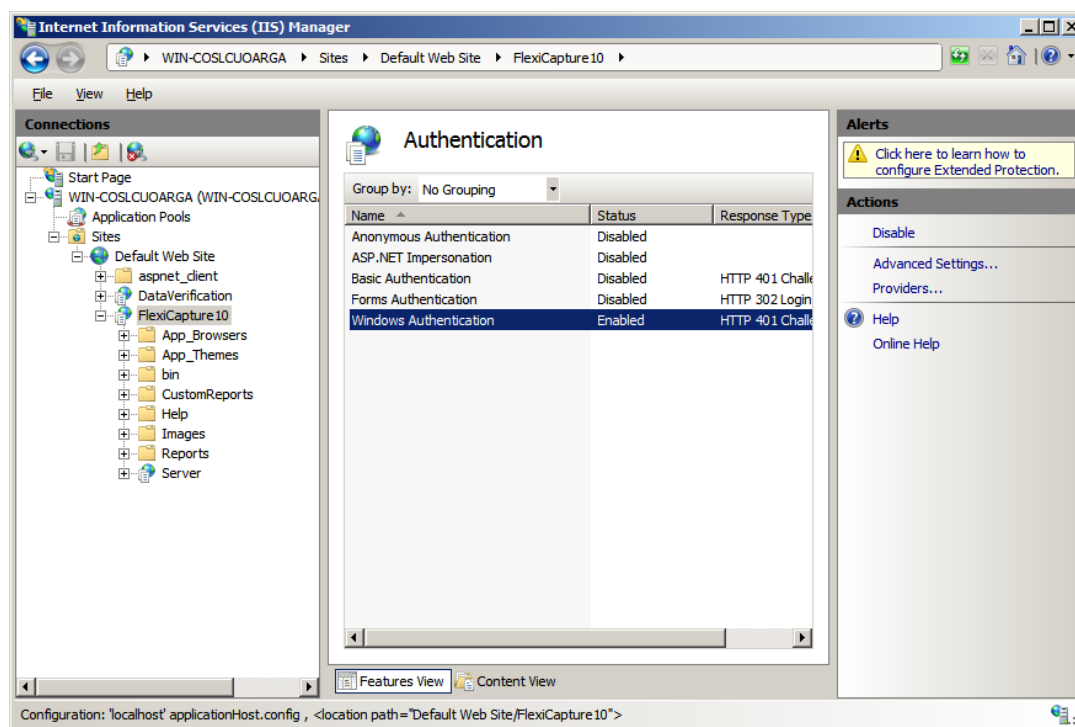 Internet Information Services (IIS) Manager
WIN-COSLCUOARGA Sites Default Web Site FlexiCapture10
File View Help
Connections
Start Page
WIN-COSLCUOARGA (WIN-COSLCUOARG
Application Pools
Sites
Default Web Site
aspnet_client
DataVerification
FlexiCapture10
App_Browsers
App_Themes
bin
CustomReports
Help
Images
Reports
Server
Authentication
Group by: No Grouping
Name Status Response Type
Anonymous Authentication Disabled
ASP.NET Impersonation Disabled
Basic Authentication Disabled HTTP 401 Challe
Forms Authentication Disabled HTTP 302 Login
Windows Authentication Enabled HTTP 401 Challe
Features View Content View
Alerts
Click here to learn how to
configure Extended Protection.
Actions
Disable
Advanced Settings...
Providers...
Help
Online Help
Configuration: 'localhost' applicationHost.config , <location path="Default Web Site/FlexiCapture10">